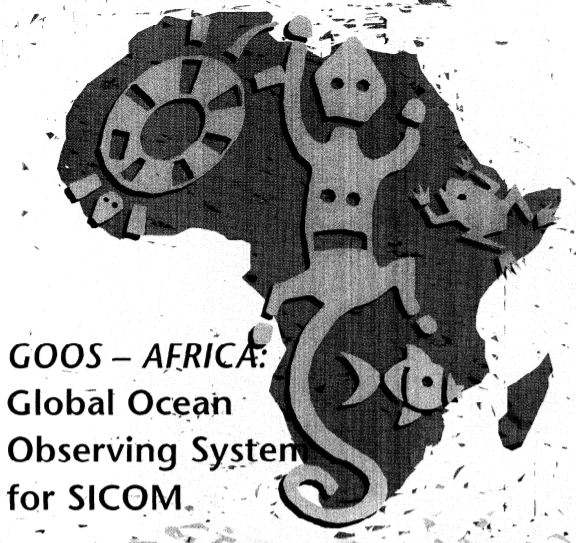 GOOS – AFRICA:
Global Ocean
Observing System
for SICOM